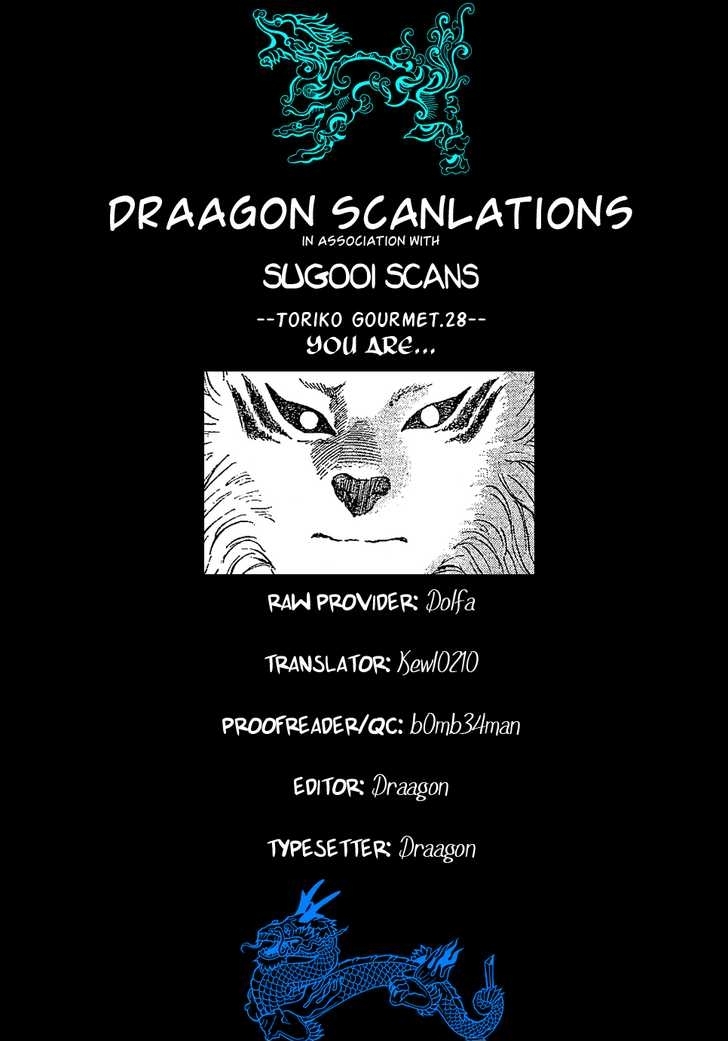 DRAAGON SCANLATIONS
IN ASSOCIATION WITH
SUGOOI SCANS
--TORIKO GOURMET.28--
YOU ARE...
RAW PROVIDER: Dolfa
TRANSLATOR: Kewl0210
PROOFREADER/QC: b0mb34man
EDITOR: Draagon
TYPESETTER: Draagon